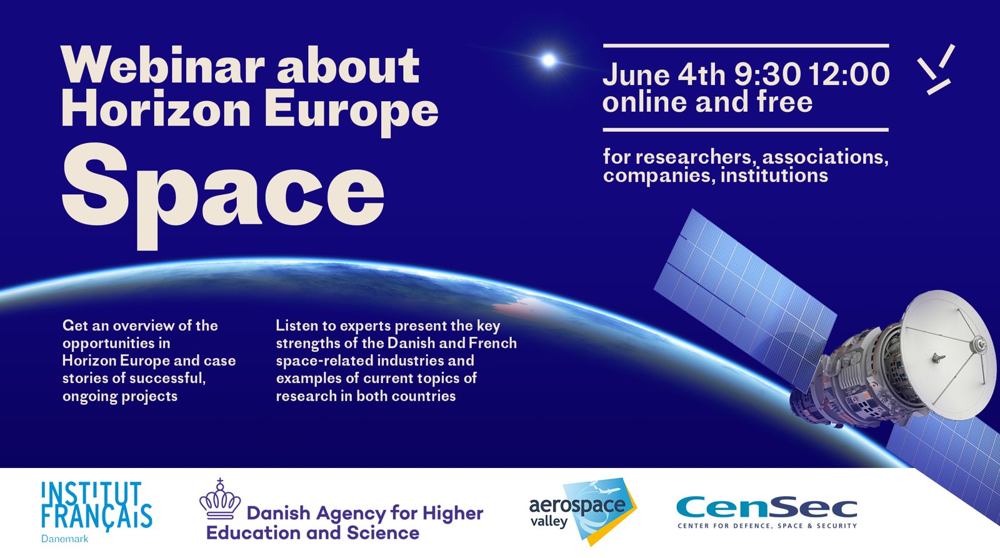 Webinar about
Horizon Europe
Space
June 4th 9:30 12:00
online and free
for researchers, associations,
companies, institutions
Get an overview of the
opportunities in
Horizon Europe and case
stories of successful,
ongoing projects
Listen to experts present the key
strengths of the Danish and French
space-related industries and
examples of current topics of
research in both countries
INSTITUT
FRANÇAIS
Danemark
Danish Agency for Higher
Education and Science
aerospace
valley
CenSec
CENTER FOR DEFENCE, SPACE & SECURITY